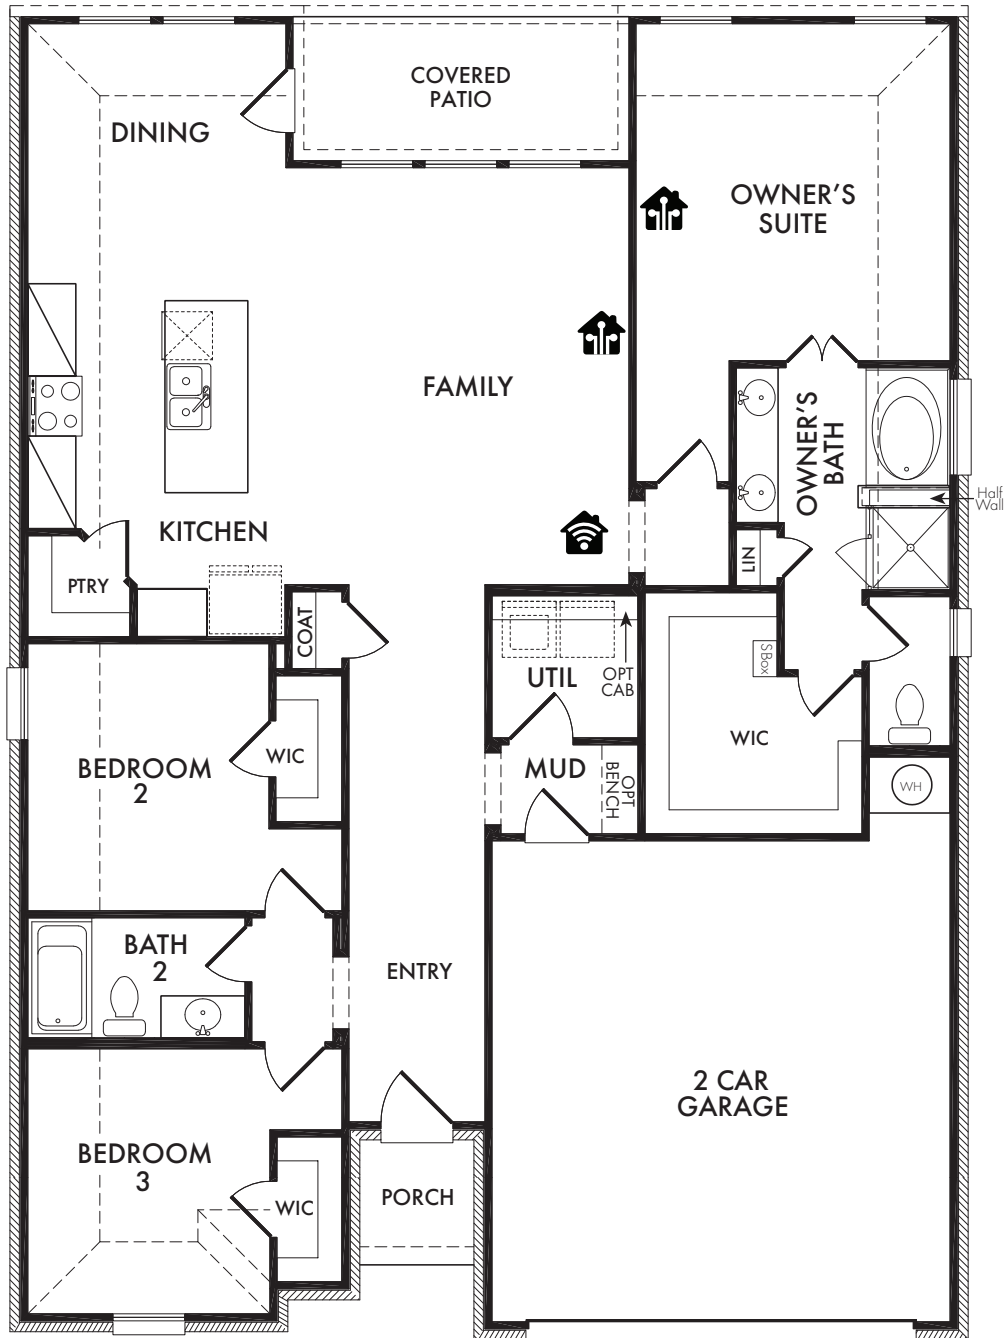 COVERED
PATIO
DINING
OWNER'S
SUITE
FAMILY
OWNER'S
BATH
Half
Wall
KITCHEN
LIN
PTRY
COAT
UTIL
OPT
CAB
SBox
WIC
BEDROOM
2
WIC
MUD
OPT
BENCH
WH
BATH
2
ENTRY
2 CAR
GARAGE
BEDROOM
3
WIC
PORCH